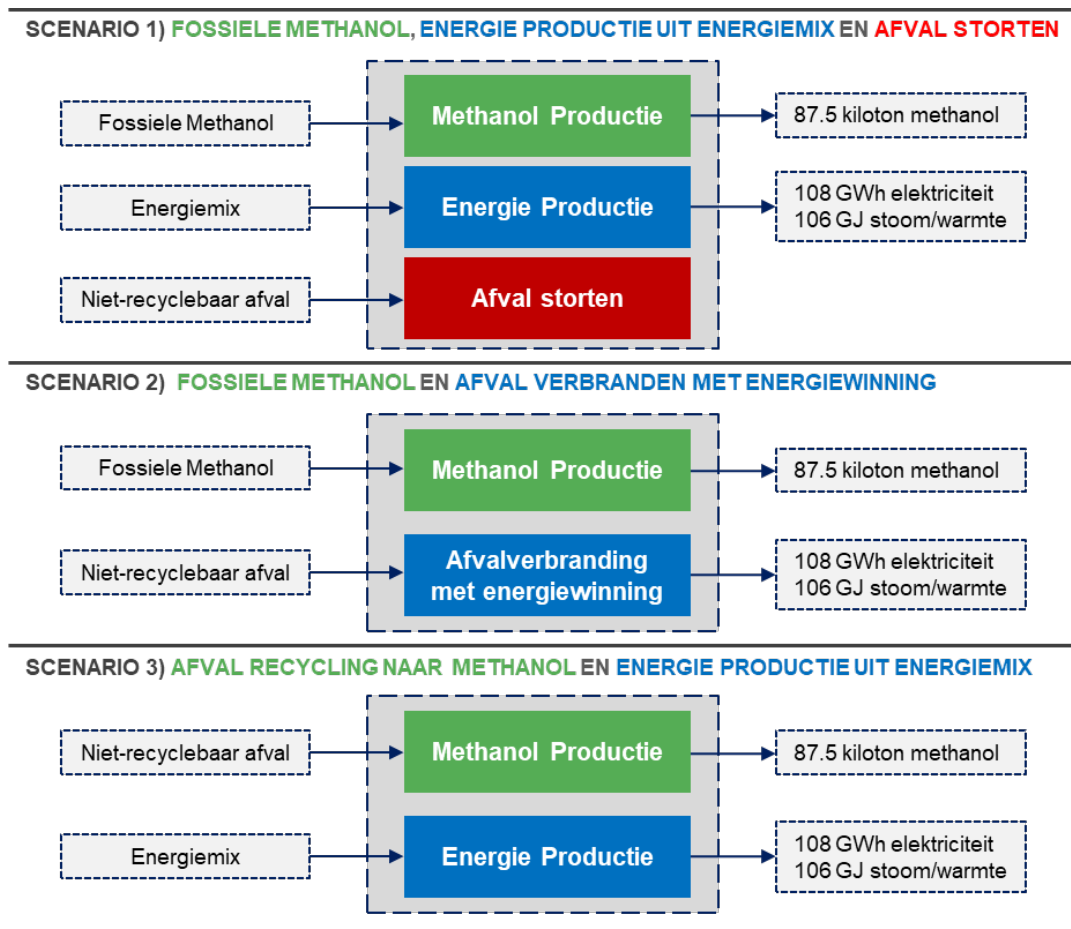 SCENARIO 1) FOSSIELE METHANOL, ENERGIE PRODUCTIE UIT ENERGIEMIX EN AFVAL STORTEN
Fossiele Methanol
Methanol Productie
87.5 kiloton methanol
Energiemix
Energie Productie
108 GWh elektriciteit
106 GJ stoom/warmte
Niet-recyclebaar afval
Afval storten
SCENARIO 2) FOSSIELE METHANOL EN AFVAL VERBRANDEN MET ENERGIEWINNING
Fossiele Methanol
Methanol Productie
87.5 kiloton methanol
Niet-recyclebaar afval
Afvalverbranding
met energiewinning
108 GWh elektriciteit
106 GJ stoom/warmte
SCENARIO 3) AFVAL RECYCLING NAAR METHANOL EN ENERGIE PRODUCTIE UIT ENERGIEMIX
Niet-recyclebaar afval
Methanol Productie
87.5 kiloton methanol
Energiemix
Energie Productie
108 GWh elektriciteit
106 GJ stoom/warmte